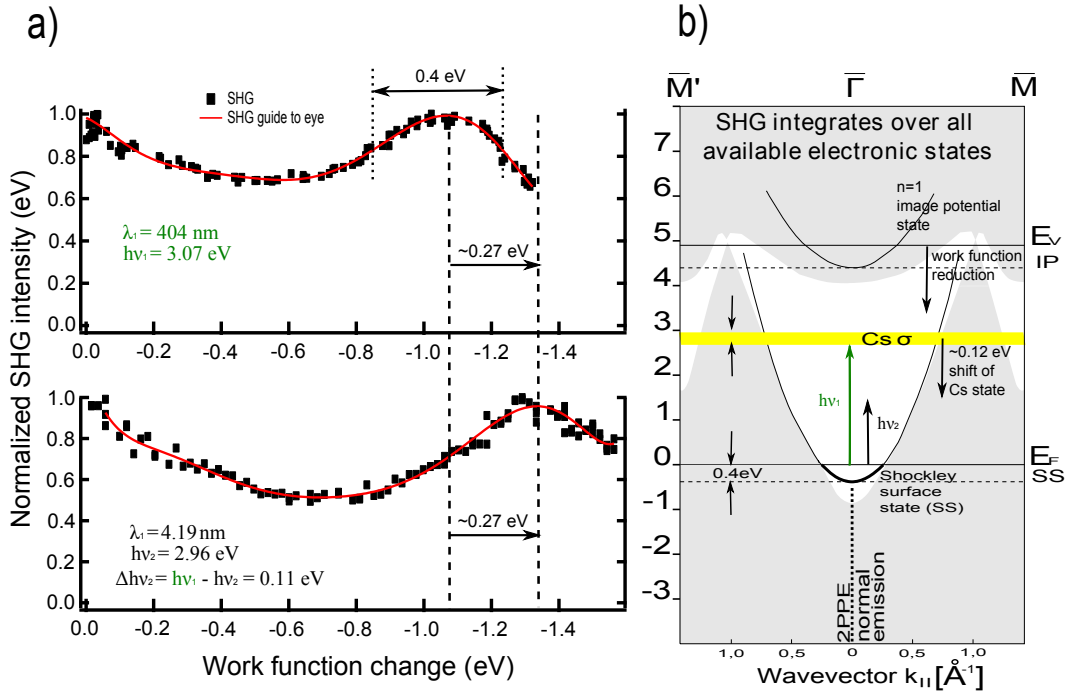 a)
0.4 eV
SHG
SHG guide to eye
λ₁ = 404 nm
hν₁ = 3.07 eV
~0.27 eV
1.0
0.8
0.6
0.4
0.2
0.0
0.0 -0.2 -0.4 -0.6 -0.8 -1.0 -1.2 -1.4
Normalized SHG intensity (eV)
λ₁ = 4.19 nm
hν₂ = 2.96 eV
Δhν₂ = hν₁ - hν₂ = 0.11 eV
~0.27 eV
1.0
0.8
0.6
0.4
0.2
0.0
0.0 -0.2 -0.4 -0.6 -0.8 -1.0 -1.2 -1.4
Work function change (eV)
b)
M̅' Γ̅ M̅
SHG integrates over all
available electronic states
n=1
image potential
state
Eᵥ
IP
work function
reduction
Cs σ
~0.12 eV
shift of
Cs state
hν₁
hν₂
E_F
SS
0.4eV
Shockley
surface
state (SS)
2PPE
normal
emission
7
6
5
4
3
2
1
0
-1
-2
-3
1,0 0,5 0 0,5 1,0
Wavevector k_II [Å⁻¹]